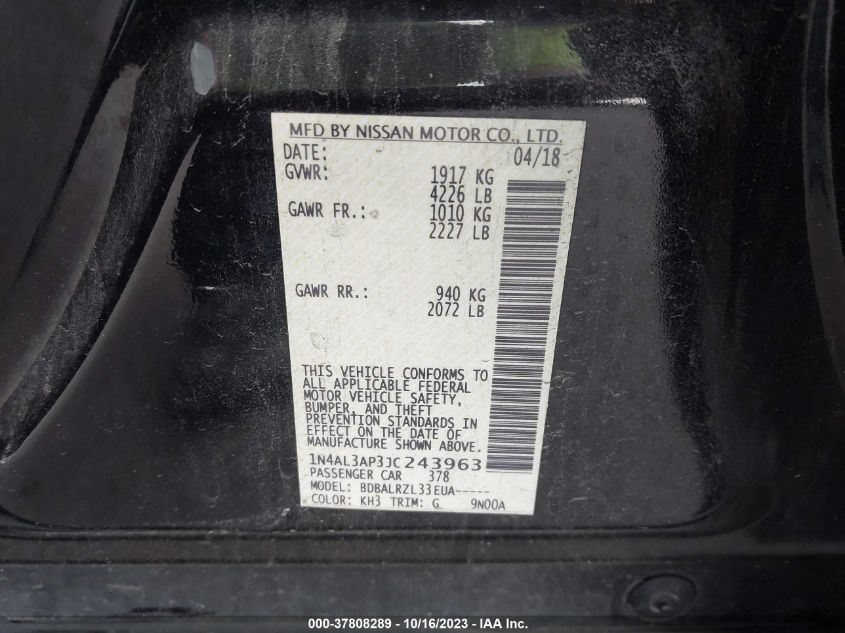 MFD BY NISSAN MOTOR CO., LTD.
DATE: 04/18
GVWR: 1917 KG
4226 LB
GAWR FR.: 1010 KG
2227 LB
GAWR RR.: 940 KG
2072 LB
THIS VEHICLE CONFORMS TO
ALL APPLICABLE FEDERAL
MOTOR VEHICLE SAFETY,
BUMPER, AND THEFT
PREVENTION STANDARDS IN
EFFECT ON THE DATE OF
MANUFACTURE SHOWN ABOVE.
1N4AL3AP3JC243963
PASSENGER CAR 378
MODEL: BDBALRZL33EUA-----
COLOR: KH3 TRIM: G 9N00A
000-37808289 - 10/16/2023 - © IAA Inc.